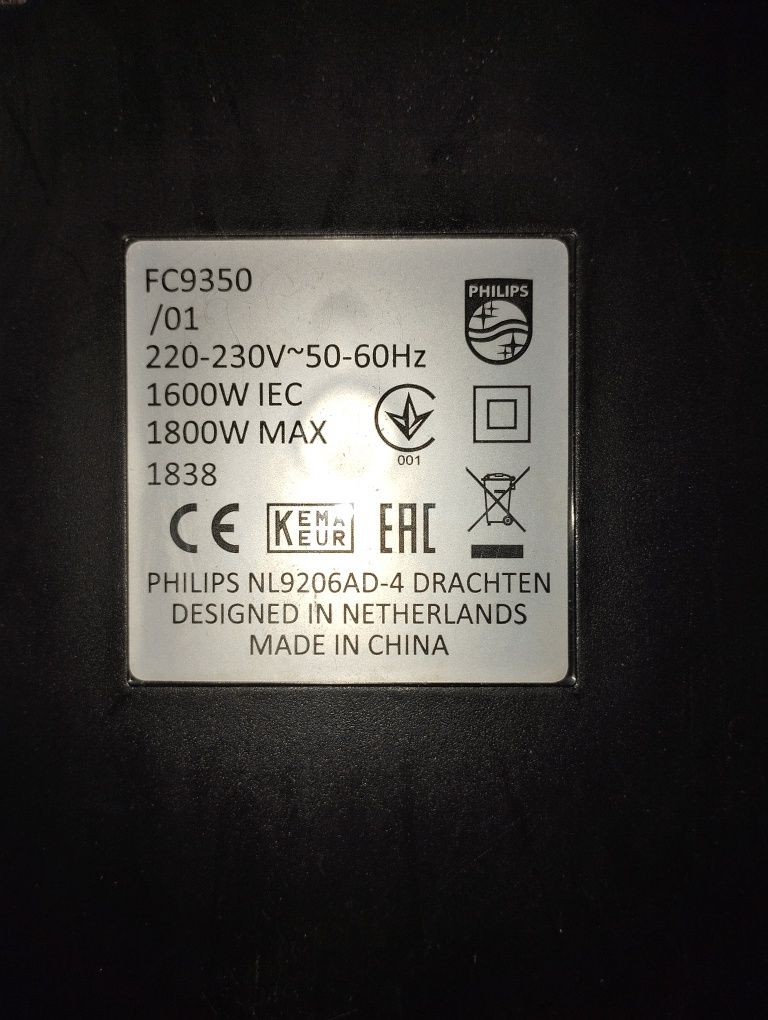 FC9350
/01
220-230V~50-60Hz
1600W IEC
1800W MAX
1838
PHILIPS
001
CE
KEMA
EUR
EAC
PHILIPS NL9206AD-4 DRACHTEN
DESIGNED IN NETHERLANDS
MADE IN CHINA